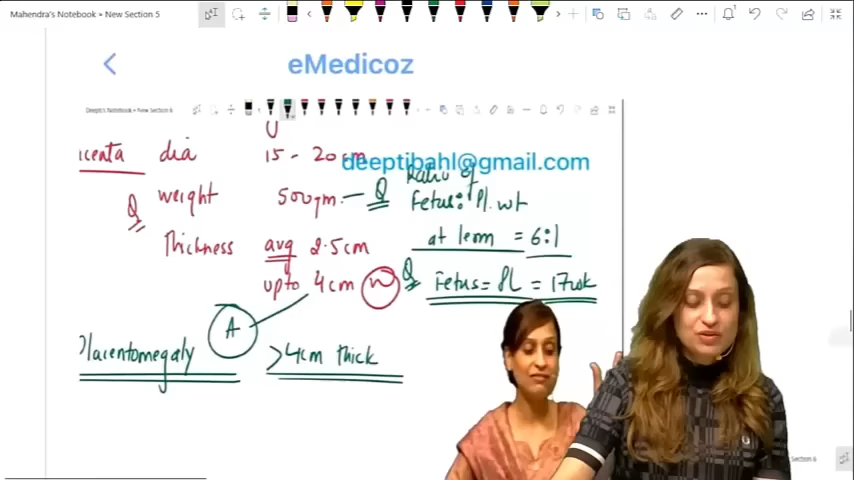 Mahendra's Notebook • New Section 5
eMedicoz
Deepti's Notebook • New Section 6
deeptibahl@gmail.com
icenta dia 15 - 20cm
Q weight 500gm - Q
Ratio of
Fetus : Pl. wt
at term = 6:1
Thickness avg 2.5cm
upto 4cm N
Q Fetus = PL = 17wk
A
Placentomegaly >4cm thick
Section 6